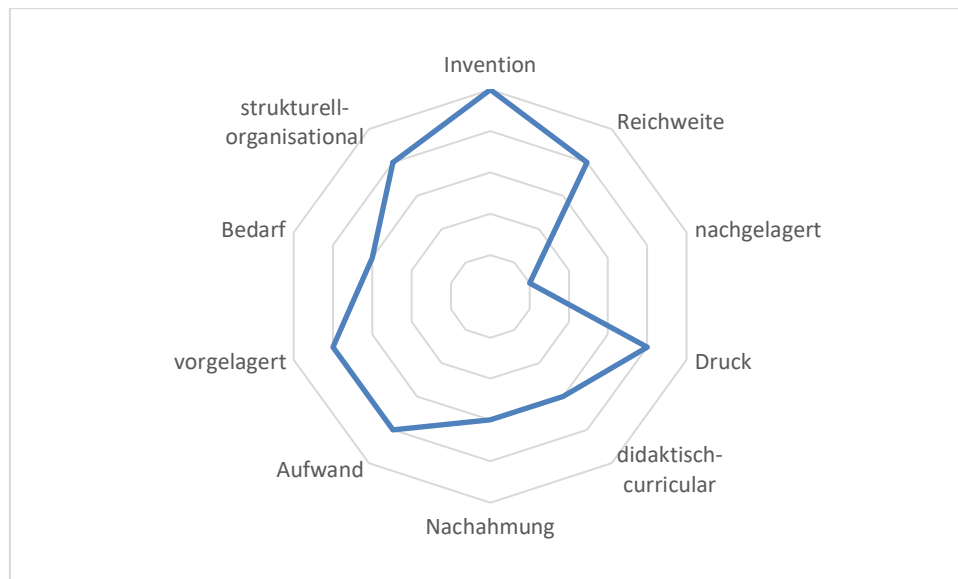 Invention
Reichweite
nachgelagert
Druck
didaktisch-
curricular
Nachahmung
Aufwand
vorgelagert
Bedarf
strukturell-
organisational